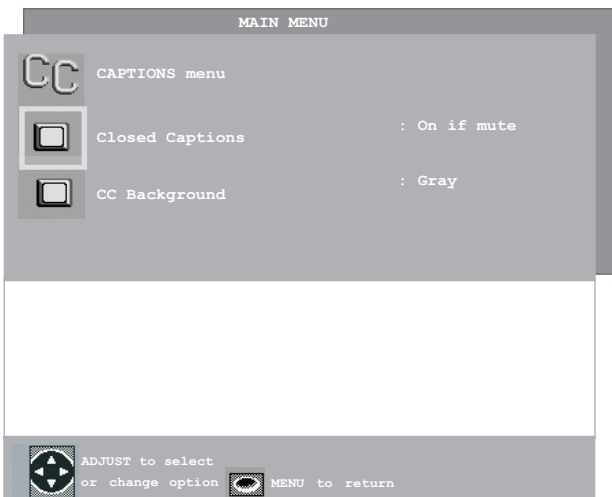 MAIN MENU
CC CAPTIONS menu
Closed Captions : On if mute
CC Background : Gray
ADJUST to select
or change option MENU to return